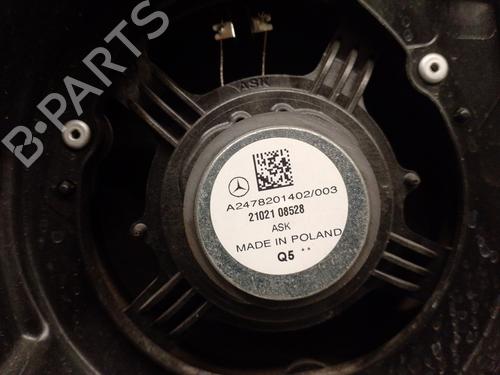 ASK
A2478201402/003
21021 08528
ASK
MADE IN POLAND
Q5 **
B-PARTS